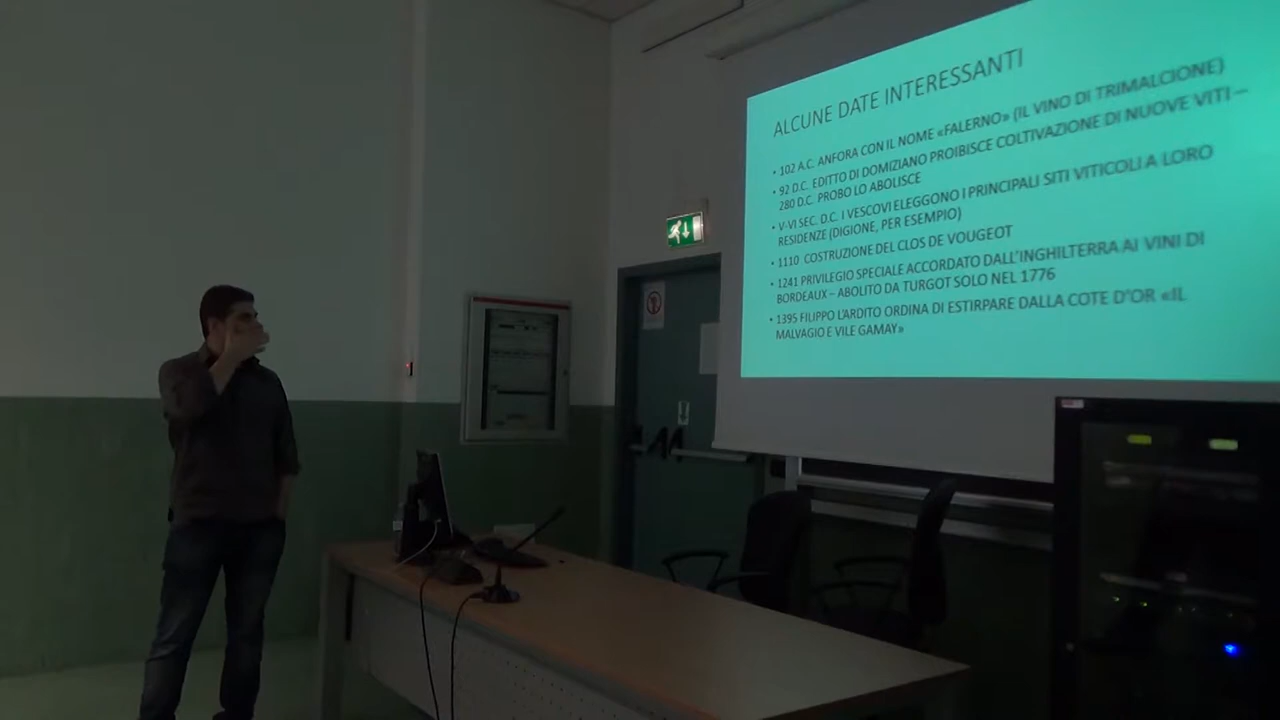 ALCUNE DATE INTERESSANTI
• 102 A.C. ANFORA CON IL NOME «FALERNO» (IL VINO DI TRIMALCIONE)
• 92 D.C. EDITTO DI DOMIZIANO PROIBISCE COLTIVAZIONE DI NUOVE VITI –
280 D.C. PROBO LO ABOLISCE
• V-VI SEC. D.C. I VESCOVI ELEGGONO I PRINCIPALI SITI VITICOLI A LORO
RESIDENZE (DIGIONE, PER ESEMPIO)
• 1110 COSTRUZIONE DEL CLOS DE VOUGEOT
• 1241 PRIVILEGIO SPECIALE ACCORDATO DALL'INGHILTERRA AI VINI DI
BORDEAUX – ABOLITO DA TURGOT SOLO NEL 1776
• 1395 FILIPPO L'ARDITO ORDINA DI ESTIRPARE DALLA COTE D'OR «IL
MALVAGIO E VILE GAMAY»